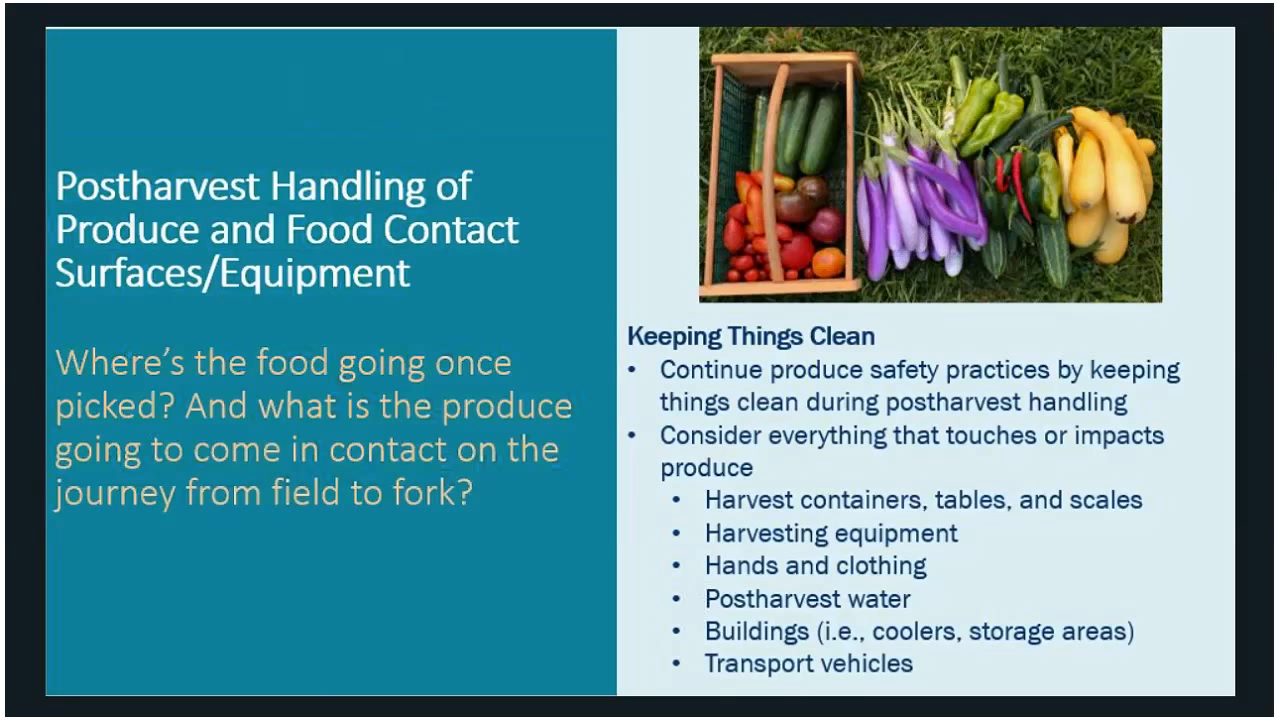 Postharvest Handling of
Produce and Food Contact
Surfaces/Equipment
Where's the food going once
picked? And what is the produce
going to come in contact on the
journey from field to fork?
Keeping Things Clean
• Continue produce safety practices by keeping
things clean during postharvest handling
• Consider everything that touches or impacts
produce
• Harvest containers, tables, and scales
• Harvesting equipment
• Hands and clothing
• Postharvest water
• Buildings (i.e., coolers, storage areas)
• Transport vehicles